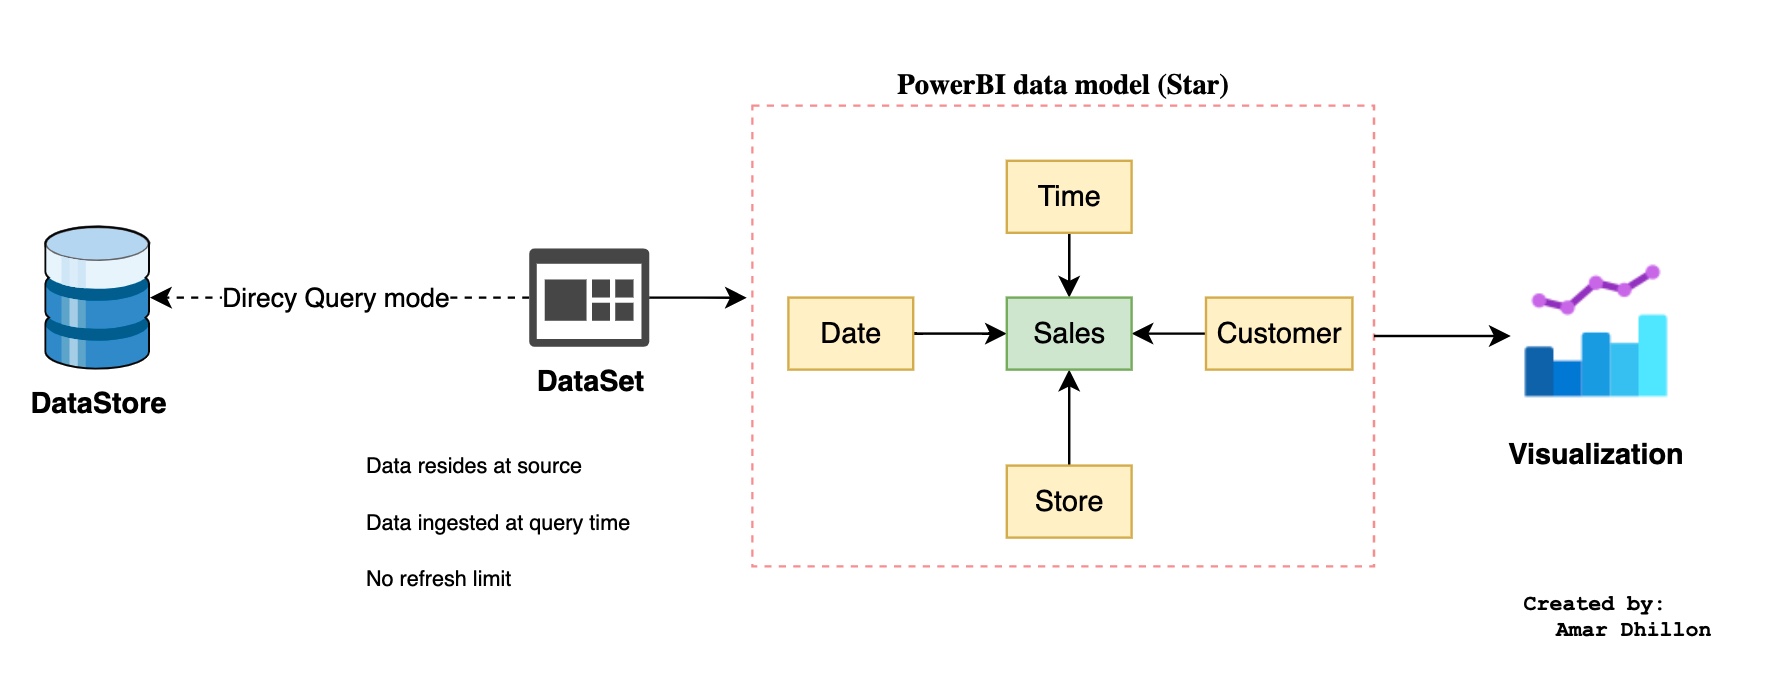 PowerBI data model (Star)
Time
Direcy Query mode
Date
Sales
Customer
DataSet
DataStore
Visualization
Data resides at source
Store
Data ingested at query time
No refresh limit
Created by:
Amar Dhillon